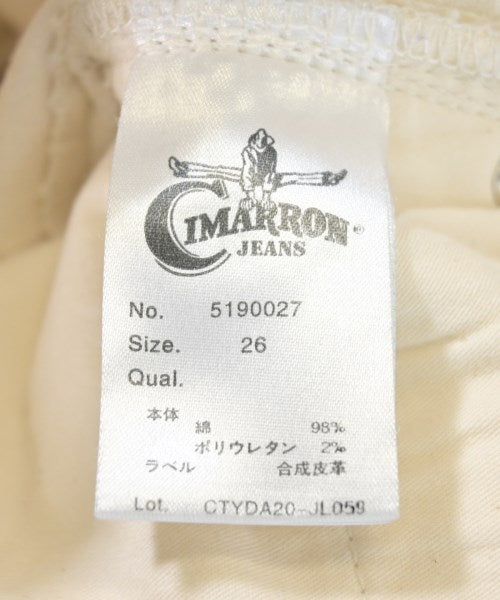 CIMARRON®
JEANS
No. 5190027
Size. 26
Qual.
本体
綿 98%
ポリウレタン 2%
ラベル 合成皮革
Lot. CTYDA20-JL059